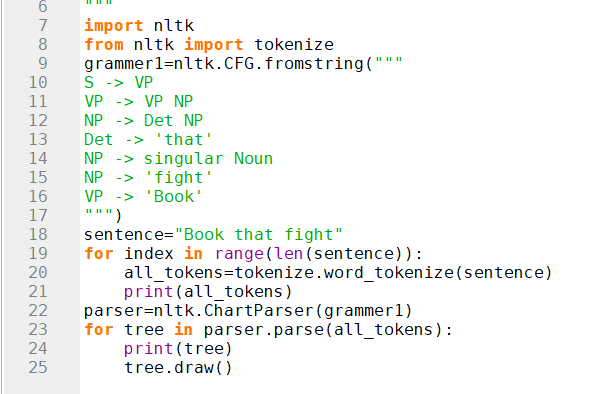 6 """
7 import nltk
8 from nltk import tokenize
9 grammer1=nltk.CFG.fromstring("""
10 S -> VP
11 VP -> VP NP
12 NP -> Det NP
13 Det -> 'that'
14 NP -> singular Noun
15 NP -> 'fight'
16 VP -> 'Book'
17 """)
18 sentence="Book that fight"
19 for index in range(len(sentence)):
20     all_tokens=tokenize.word_tokenize(sentence)
21     print(all_tokens)
22 parser=nltk.ChartParser(grammer1)
23 for tree in parser.parse(all_tokens):
24     print(tree)
25     tree.draw()